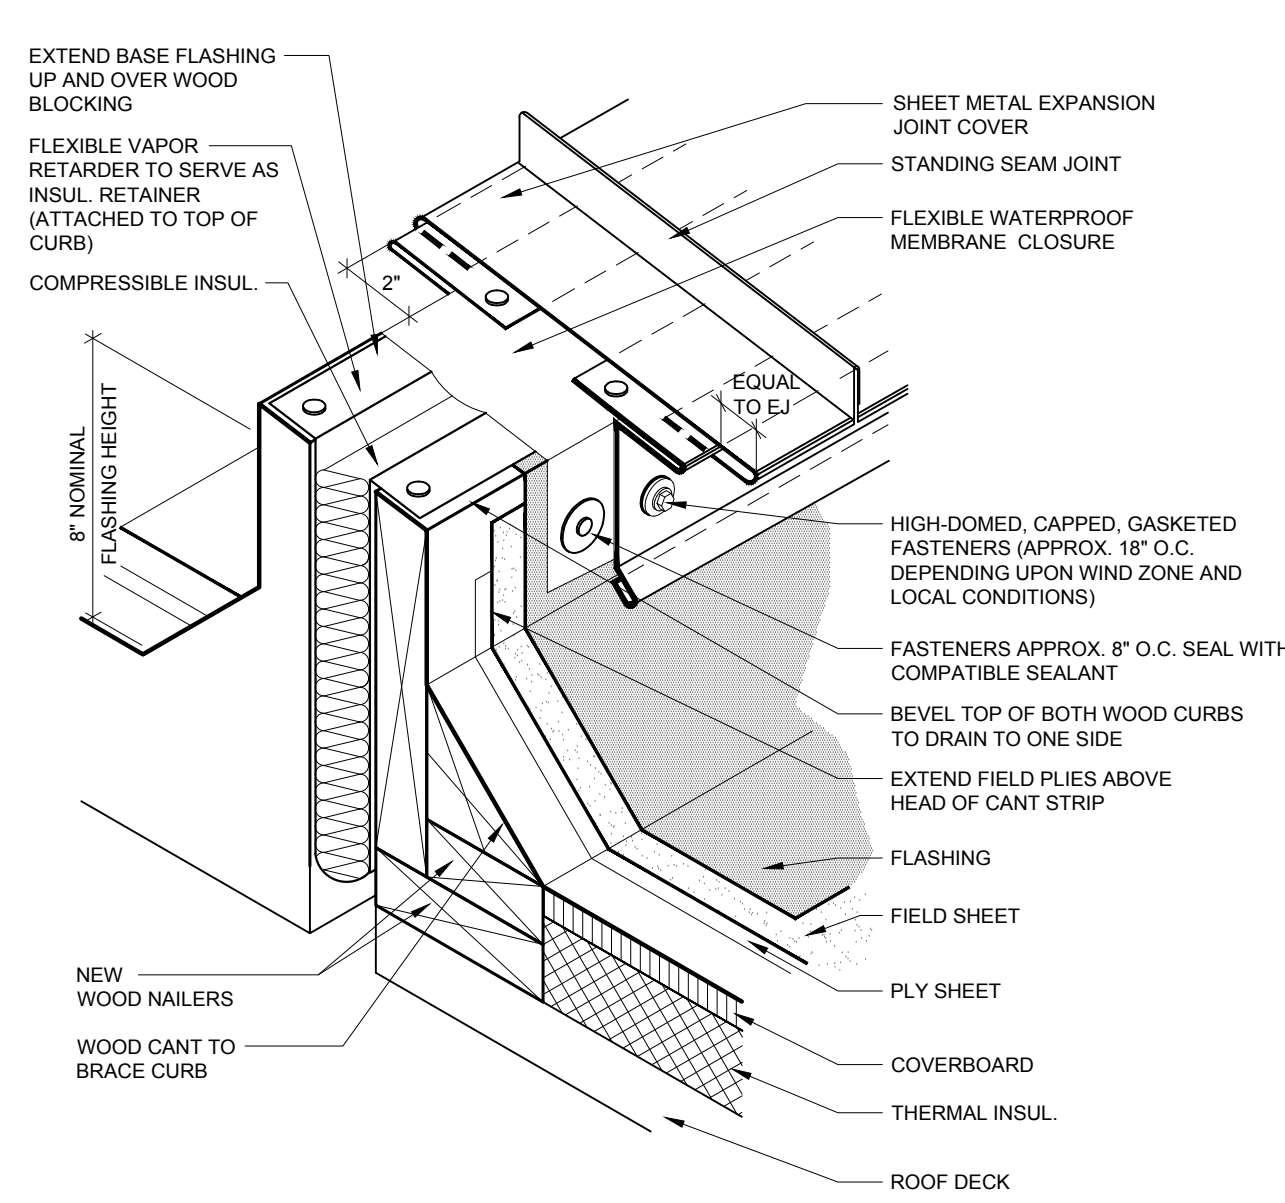 EXTEND BASE FLASHING
UP AND OVER WOOD
BLOCKING
FLEXIBLE VAPOR
RETARDER TO SERVE AS
INSUL. RETAINER
(ATTACHED TO TOP OF
CURB)
COMPRESSIBLE INSUL.
8" NOMINAL
FLASHING HEIGHT
2"
EQUAL
TO EJ
NEW
WOOD NAILERS
WOOD CANT TO
BRACE CURB
SHEET METAL EXPANSION
JOINT COVER
STANDING SEAM JOINT
FLEXIBLE WATERPROOF
MEMBRANE CLOSURE
HIGH-DOMED, CAPPED, GASKETED
FASTENERS (APPROX. 18" O.C.
DEPENDING UPON WIND ZONE AND
LOCAL CONDITIONS)
FASTENERS APPROX. 8" O.C. SEAL WITH
COMPATIBLE SEALANT
BEVEL TOP OF BOTH WOOD CURBS
TO DRAIN TO ONE SIDE
EXTEND FIELD PLIES ABOVE
HEAD OF CANT STRIP
FLASHING
FIELD SHEET
PLY SHEET
COVERBOARD
THERMAL INSUL.
ROOF DECK